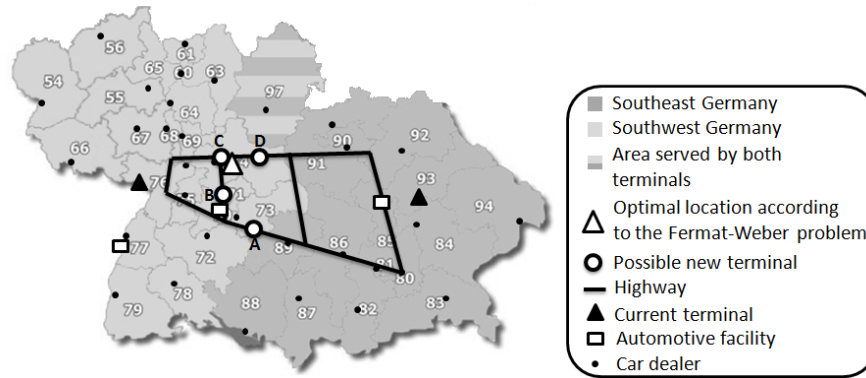 56
61
54
65
60
63
55
97
64
67
68
69
90
92
66
C
D
91
76
93
B
94
73
77
A
72
89
86
85
84
81
80
78
79
88
87
82
83
Southeast Germany
Southwest Germany
Area served by both
terminals
Optimal location according
to the Fermat-Weber problem
Possible new terminal
Highway
Current terminal
Automotive facility
Car dealer